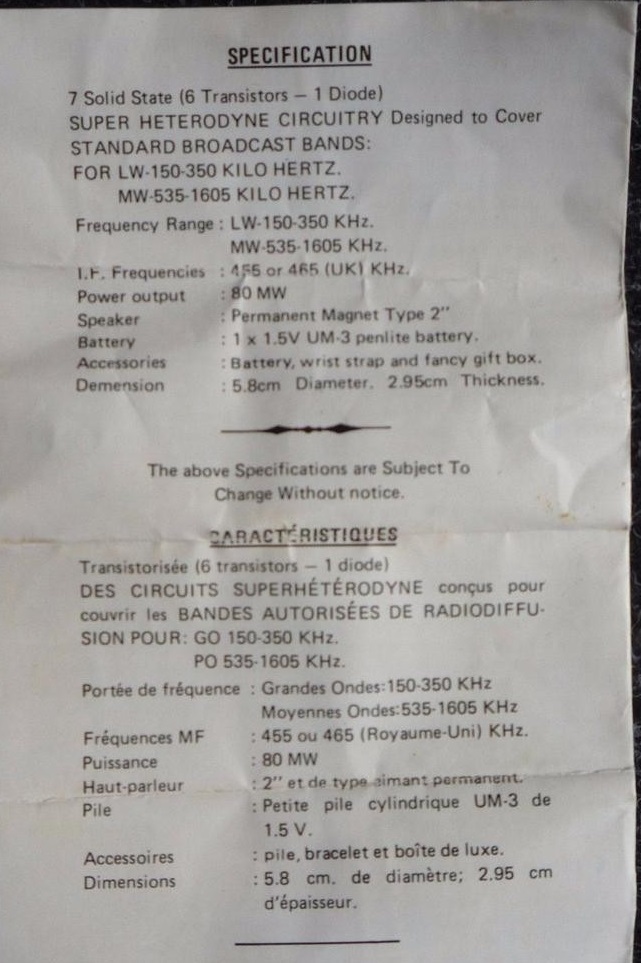 SPECIFICATION
7 Solid State (6 Transistors – 1 Diode)
SUPER HETERODYNE CIRCUITRY Designed to Cover
STANDARD BROADCAST BANDS:
FOR LW-150-350 KILO HERTZ.
MW-535-1605 KILO HERTZ.
Frequency Range : LW-150-350 KHz.
MW-535-1605 KHz.
I.F. Frequencies : 455 or 465 (UK) KHz.
Power output : 80 MW
Speaker : Permanent Magnet Type 2"
Battery : 1 x 1.5V UM-3 penlite battery.
Accessories : Battery, wrist strap and fancy gift box.
Demension : 5.8cm Diameter. 2.95cm Thickness.
The above Specifications are Subject To
Change Without notice.
CARACTÉRISTIQUES
Transistorisée (6 transistors – 1 diode)
DES CIRCUITS SUPERHÉTÉRODYNE conçus pour
couvrir les BANDES AUTORISÉES DE RADIODIFFU-
SION POUR: GO 150-350 KHz.
PO 535-1605 KHz.
Portée de fréquence : Grandes Ondes:150-350 KHz
Moyennes Ondes:535-1605 KHz
Fréquences MF : 455 ou 465 (Royaume-Uni) KHz.
Puissance : 80 MW
Haut-parleur : 2" et de type aimant permanent.
Pile : Petite pile cylindrique UM-3 de
1.5 V.
Accessoires : pile, bracelet et boîte de luxe.
Dimensions : 5.8 cm. de diamètre; 2.95 cm
d'épaisseur.